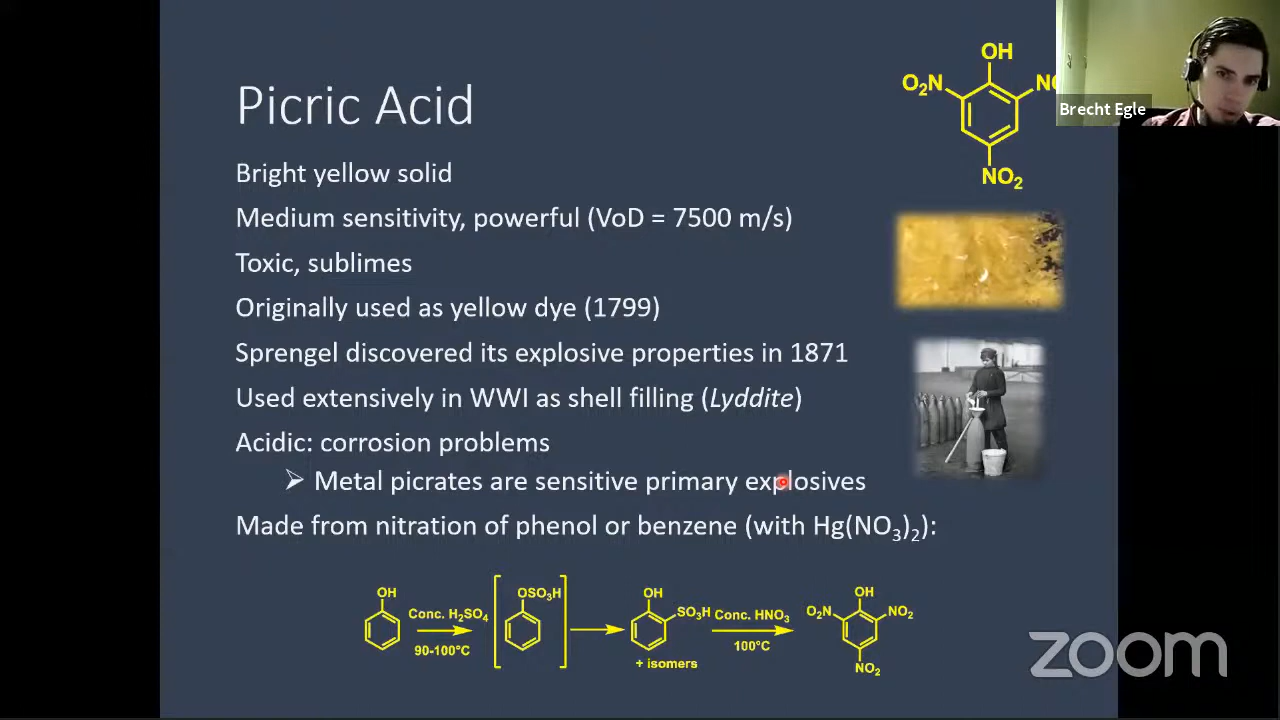 Picric Acid
Bright yellow solid
Medium sensitivity, powerful (VoD = 7500 m/s)
Toxic, sublimes
Originally used as yellow dye (1799)
Sprengel discovered its explosive properties in 1871
Used extensively in WWI as shell filling (Lyddite)
Acidic: corrosion problems
➢ Metal picrates are sensitive primary explosives
Made from nitration of phenol or benzene (with Hg(NO₃)₂):
OH
O₂N
NO₂
Brecht Egle
OH
Conc. H₂SO₄
90-100°C
OSO₃H
OH
SO₃H
+ isomers
Conc. HNO₃
100°C
OH
O₂N
NO₂
NO₂
zoom